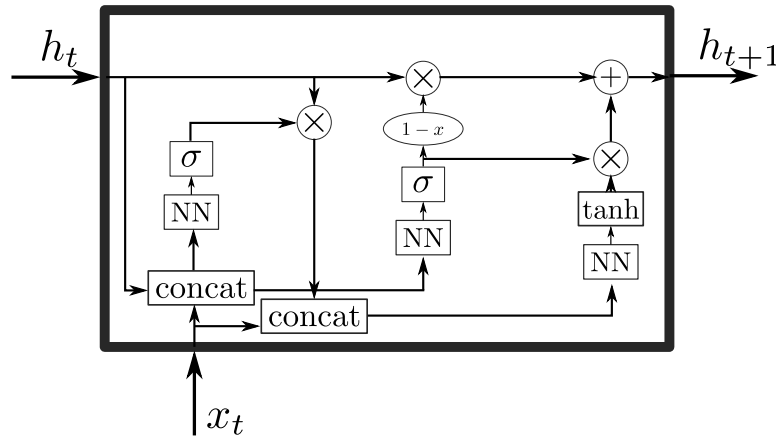 h_t
h_{t+1}
×
×
+
1 − x
σ
×
σ
NN
tanh
NN
NN
concat
concat
x_t